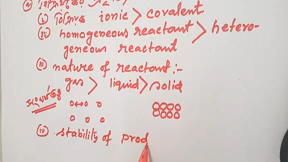 (i) ionic > covalent
(ii) homogeneous reactant > hetero-
geneous reactant
(iii) nature of reactant :-
gas > liquid > solid
(iv) stability of prod